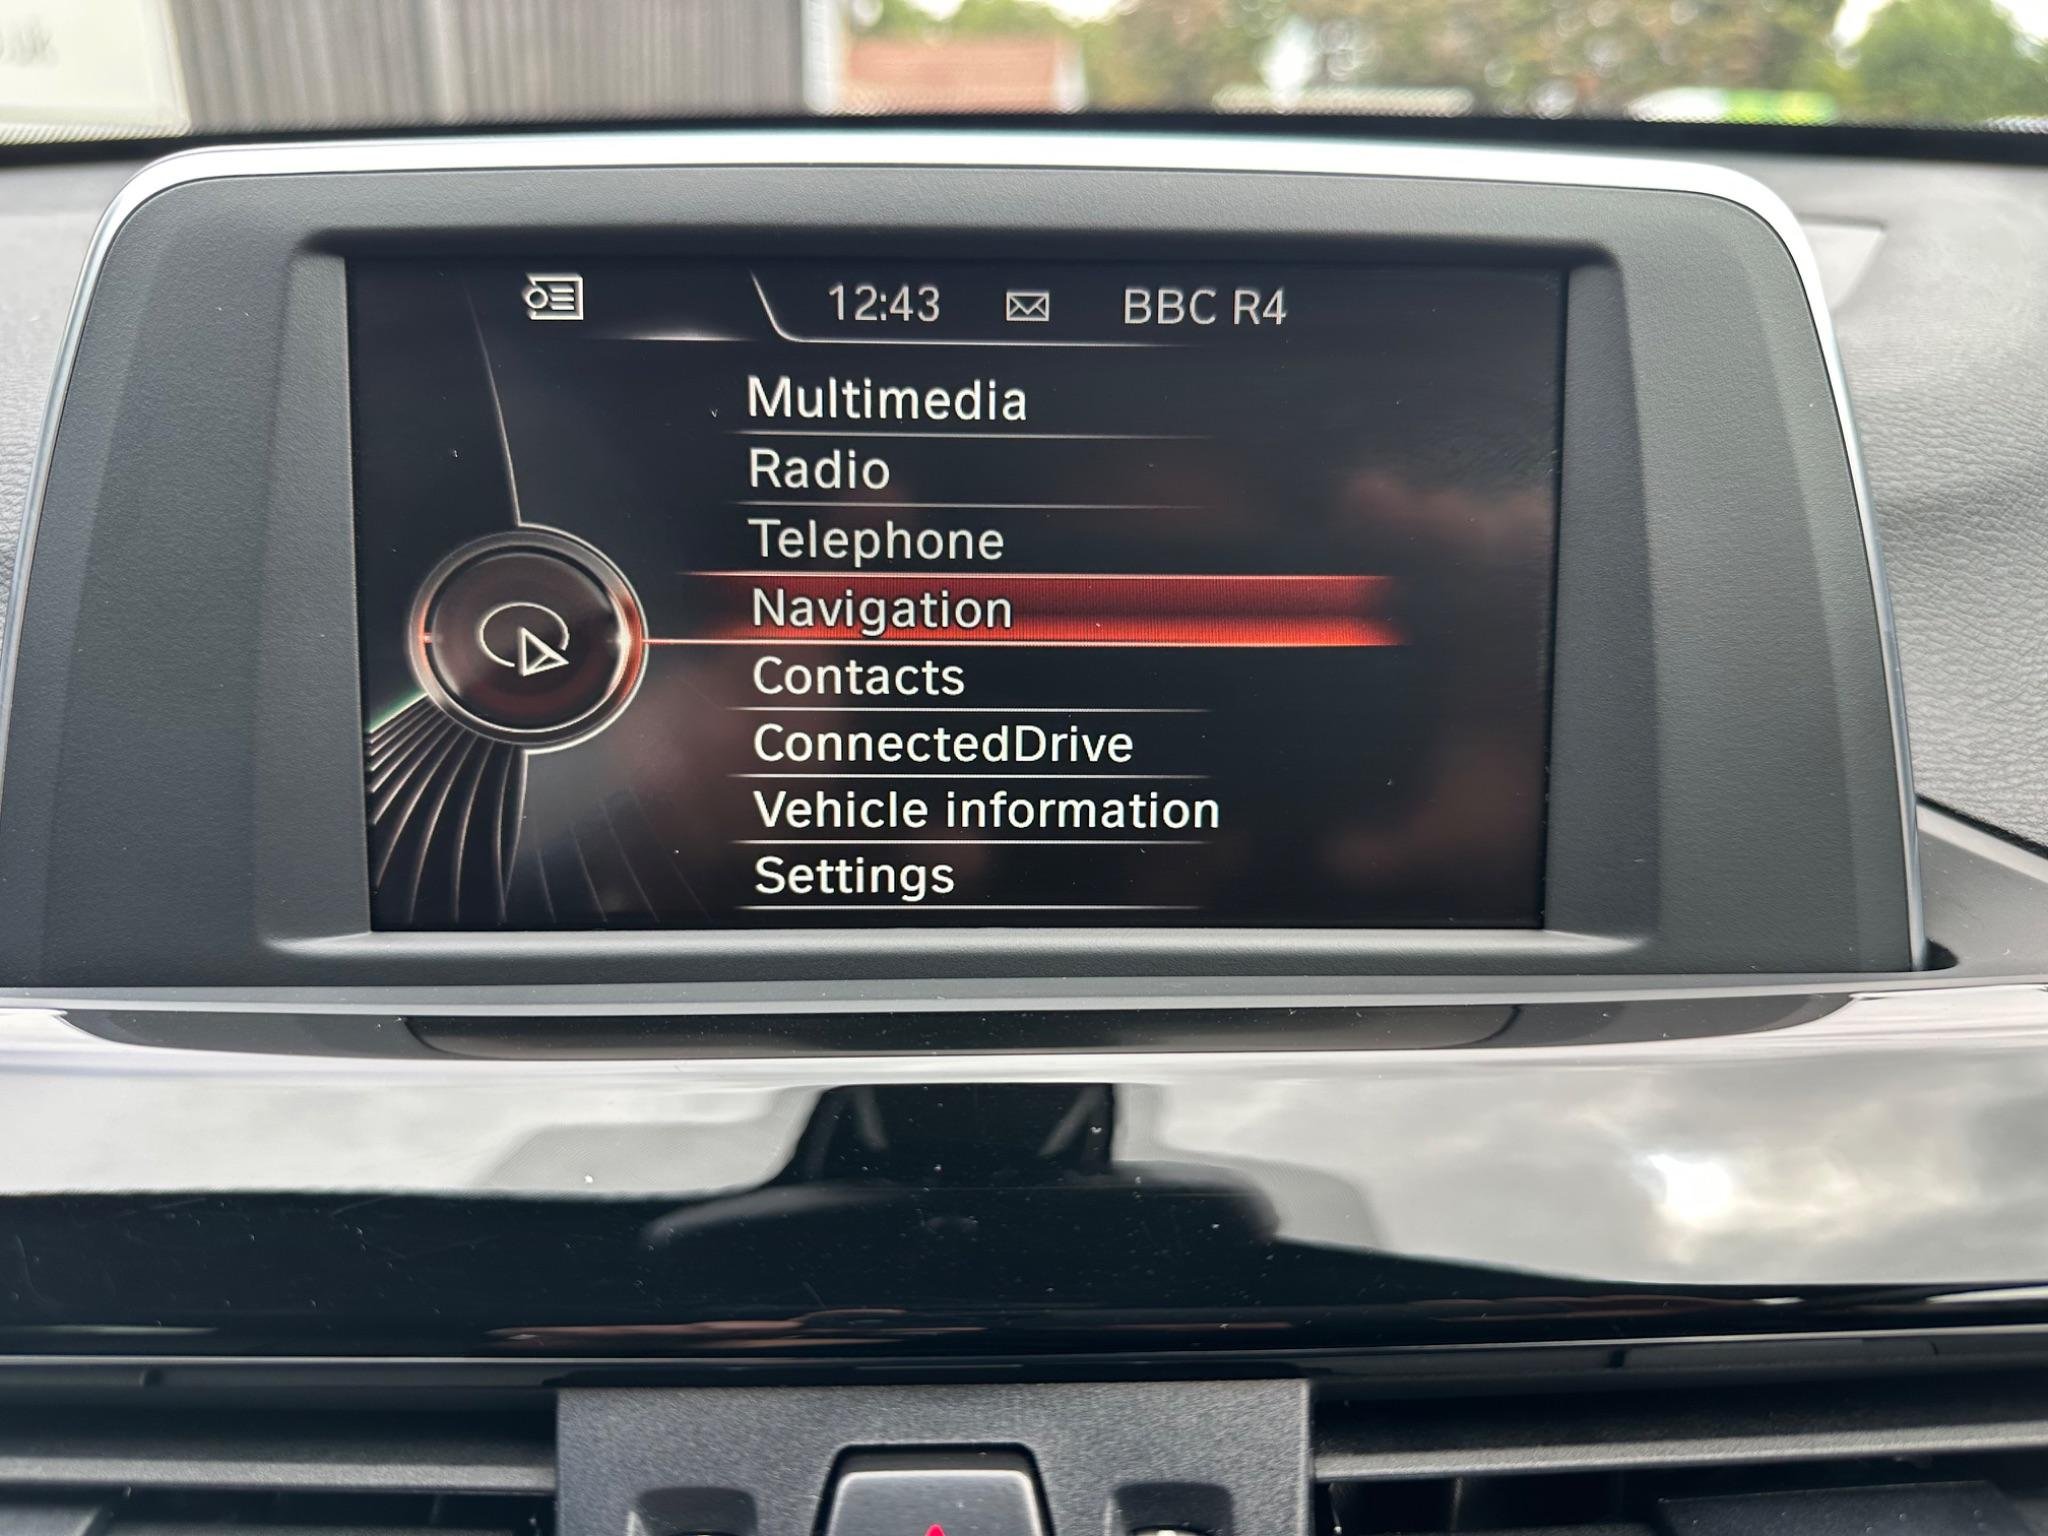 12:43 BBC R4
Multimedia
Radio
Telephone
Navigation
Contacts
ConnectedDrive
Vehicle information
Settings